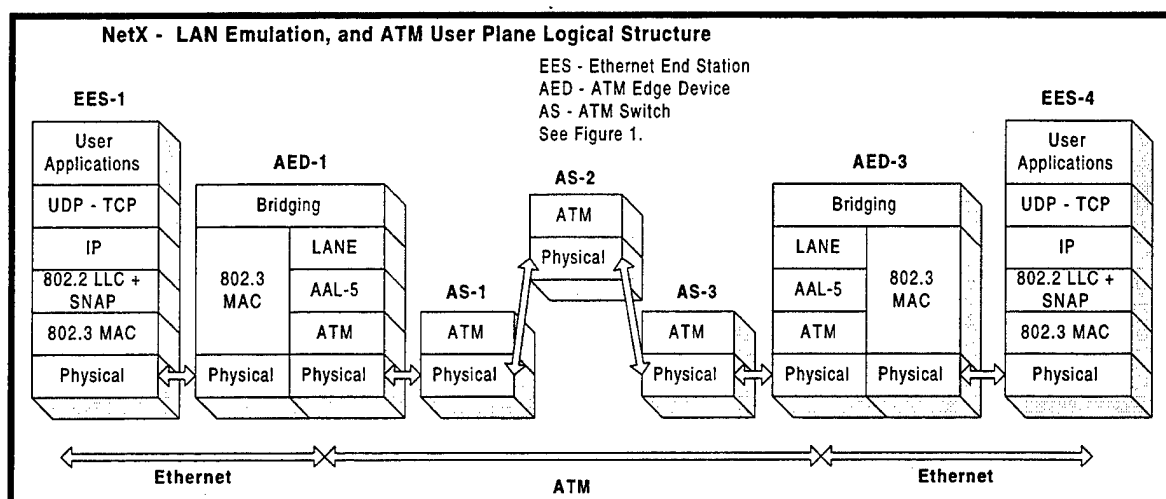 NetX - LAN Emulation, and ATM User Plane Logical Structure
EES - Ethernet End Station
AED - ATM Edge Device
AS - ATM Switch
See Figure 1.
EES-1
User
Applications
UDP - TCP
IP
802.2 LLC +
SNAP
802.3 MAC
Physical
AED-1
Bridging
802.3
MAC
LANE
AAL-5
ATM
Physical
Physical
AS-1
ATM
Physical
AS-2
ATM
Physical
AS-3
ATM
Physical
AED-3
Bridging
LANE
AAL-5
ATM
802.3
MAC
Physical
Physical
EES-4
User
Applications
UDP - TCP
IP
802.2 LLC +
SNAP
802.3 MAC
Physical
Ethernet
ATM
Ethernet